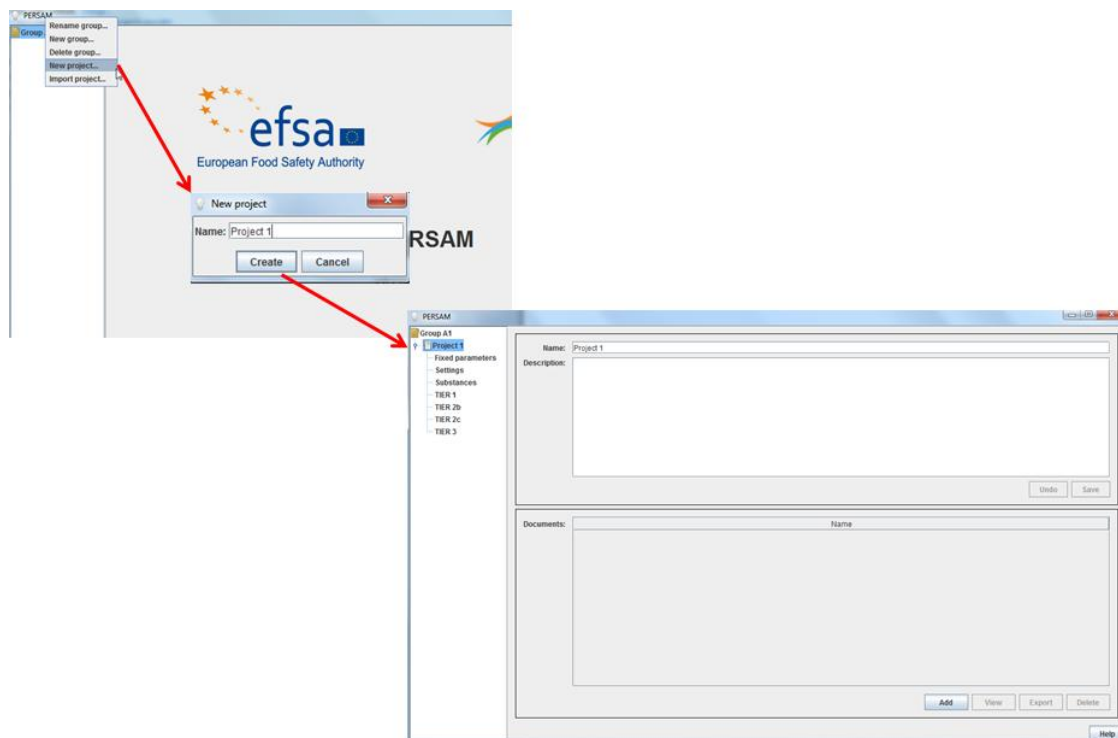 PERSAM
Group
Rename group...
New group...
Delete group...
New project...
Import project...
efsa
European Food Safety Authority
New project
Name: Project 1
Create Cancel
RSAM
PERSAM
Group A1
Project 1
Fixed parameters
Settings
Substances
TIER 1
TIER 2b
TIER 2c
TIER 3
Name: Project 1
Description:
Undo Save
Documents: Name
Add View Export Delete
Help